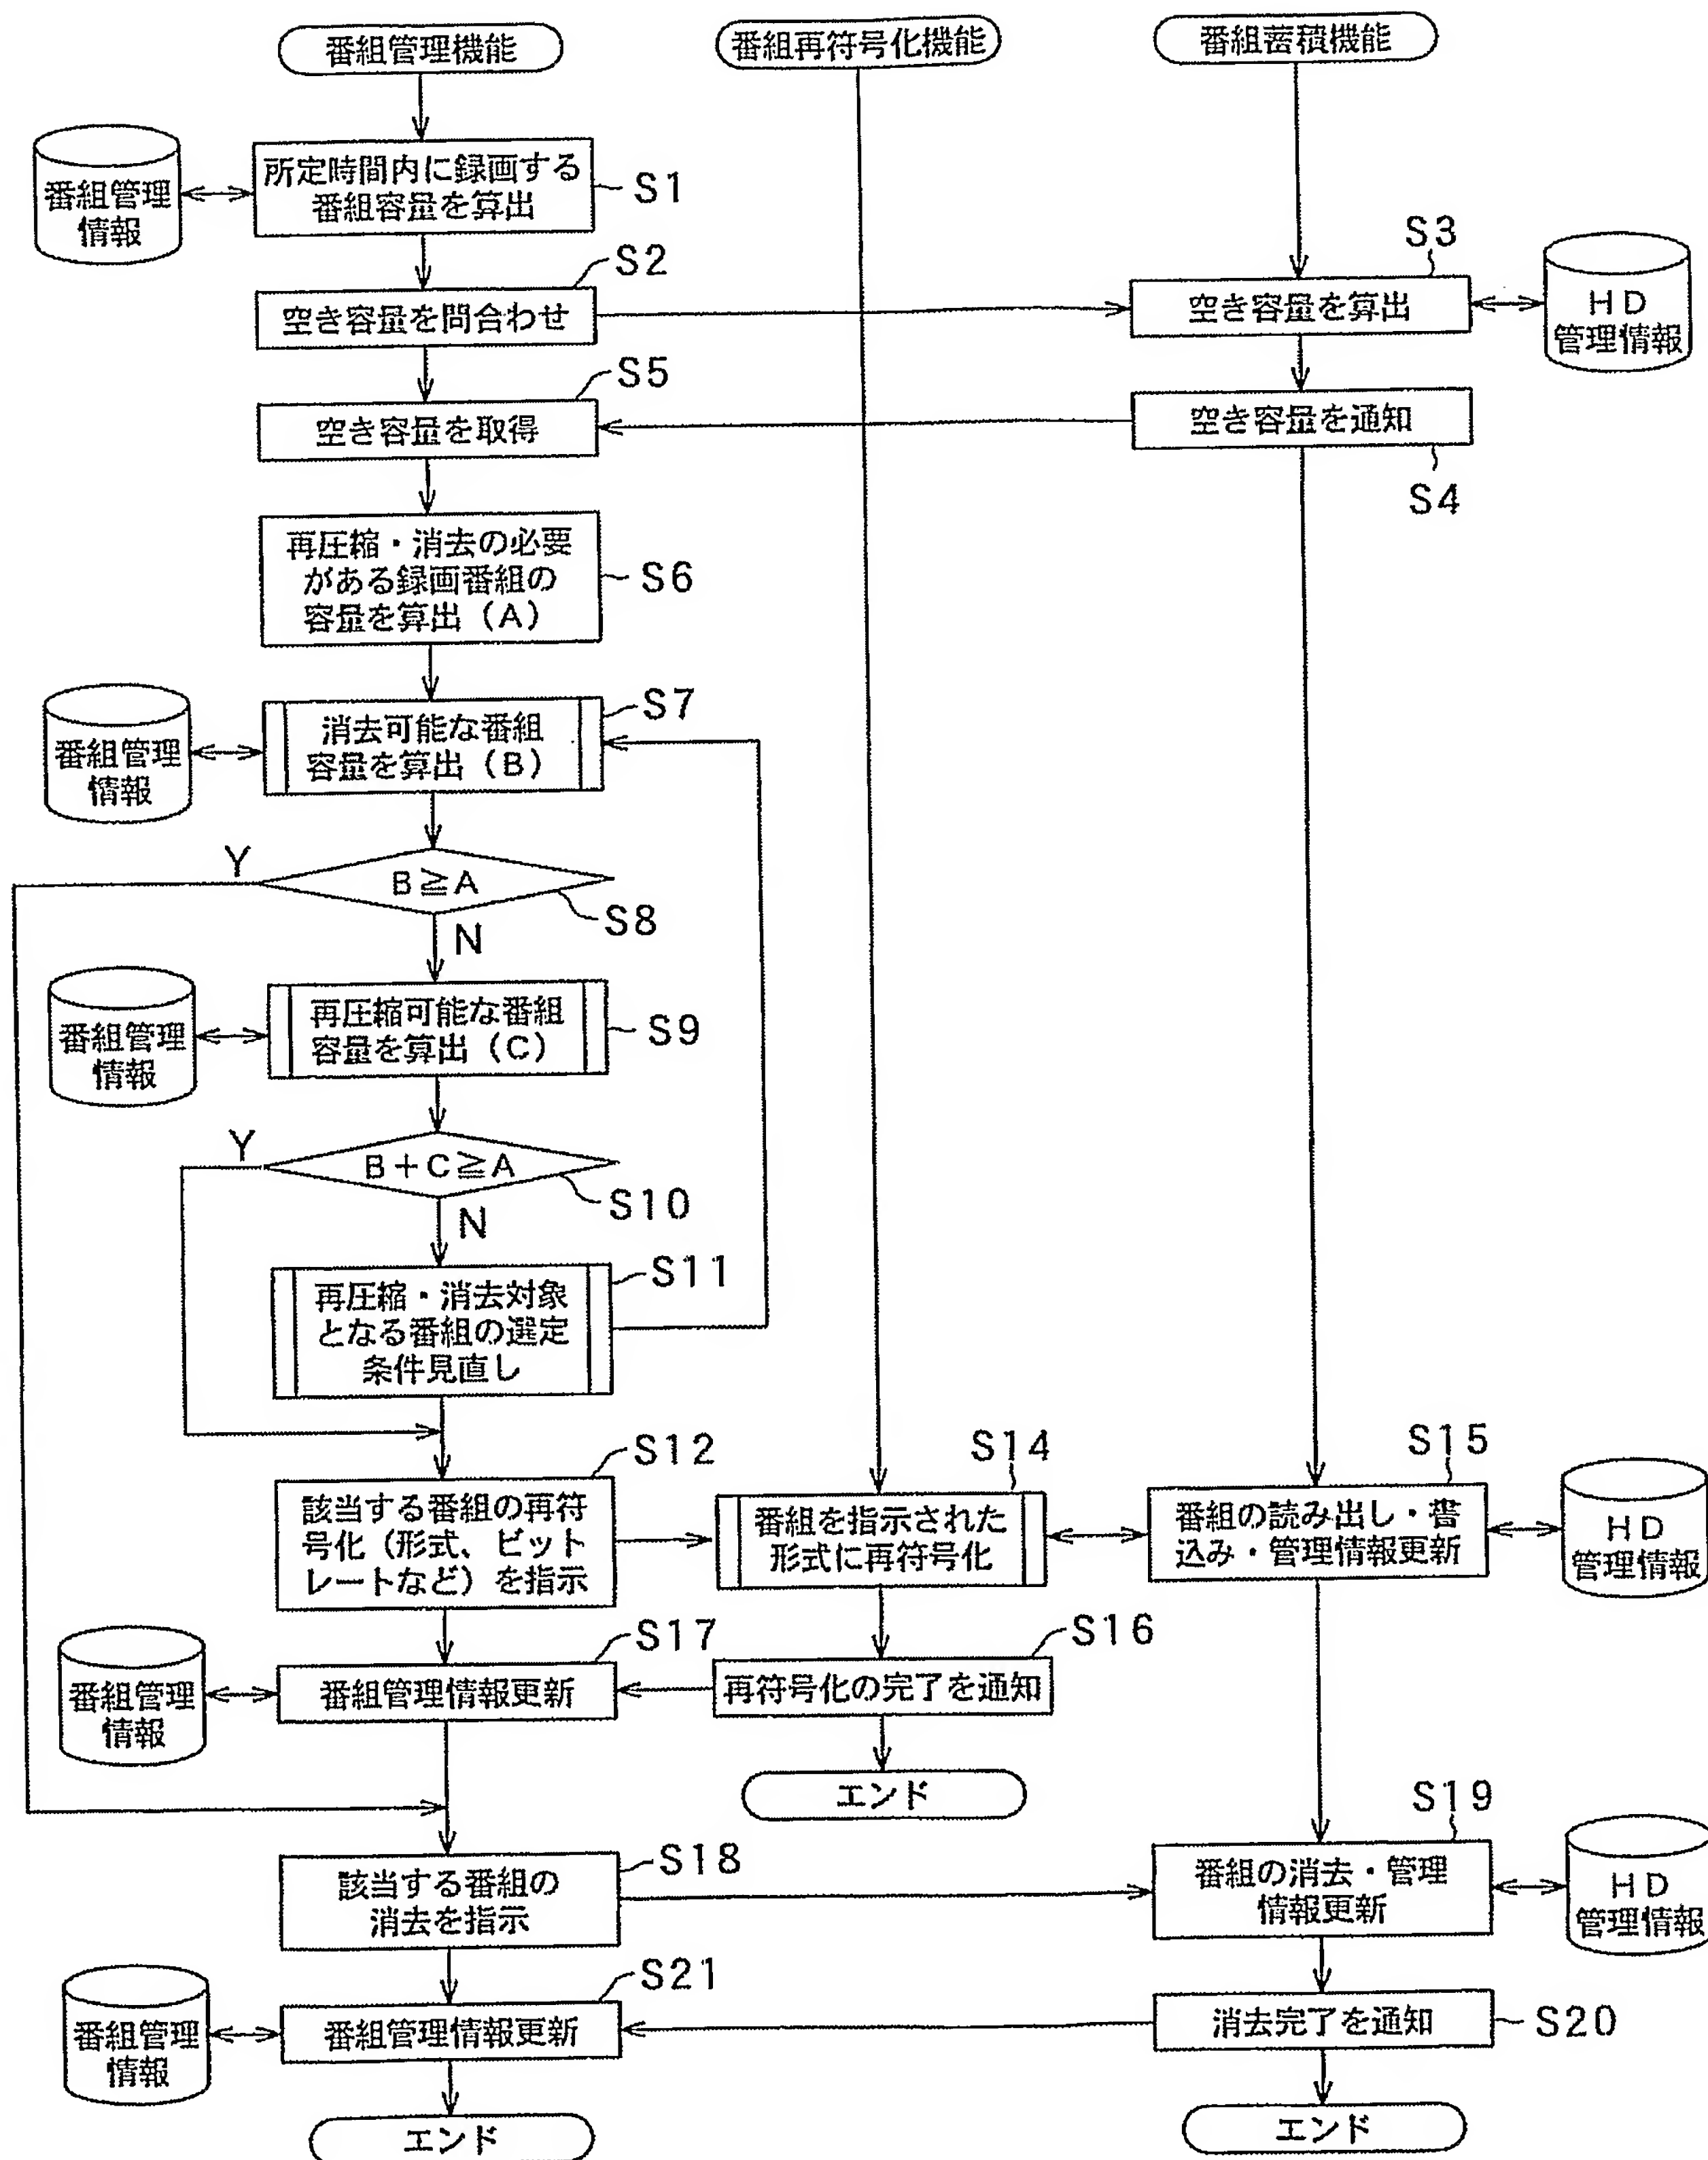 番組管理機能
番組再符号化機能
番組蓄積機能
番組管理
情報
所定時間内に録画する
番組容量を算出
S1
S2
空き容量を問合わせ
S3
空き容量を算出
HD
管理情報
S5
空き容量を取得
空き容量を通知
S4
再圧縮・消去の必要
がある録画番組の
容量を算出(A)
S6
番組管理
情報
消去可能な番組
容量を算出(B)
S7
Y
B≧A
S8
N
番組管理
情報
再圧縮可能な番組
容量を算出(C)
S9
Y
B+C≧A
S10
N
S11
再圧縮・消去対象
となる番組の選定
条件見直し
S12
該当する番組の再符
号化(形式、ビット
レートなど)を指示
S14
番組を指示された
形式に再符号化
S15
番組の読み出し・書
込み・管理情報更新
HD
管理情報
番組管理
情報
S17
番組管理情報更新
S16
再符号化の完了を通知
エンド
S18
該当する番組の
消去を指示
S19
番組の消去・管理
情報更新
HD
管理情報
番組管理
情報
S21
番組管理情報更新
消去完了を通知
S20
エンド
エンド